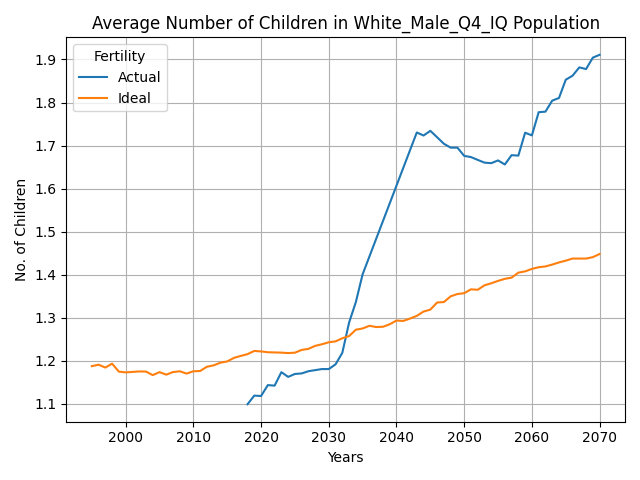 Average Number of Children in White_Male_Q4_IQ Population
Fertility
Actual
Ideal
No. of Children
1.9
1.8
1.7
1.6
1.5
1.4
1.3
1.2
1.1
2000 2010 2020 2030 2040 2050 2060 2070
Years